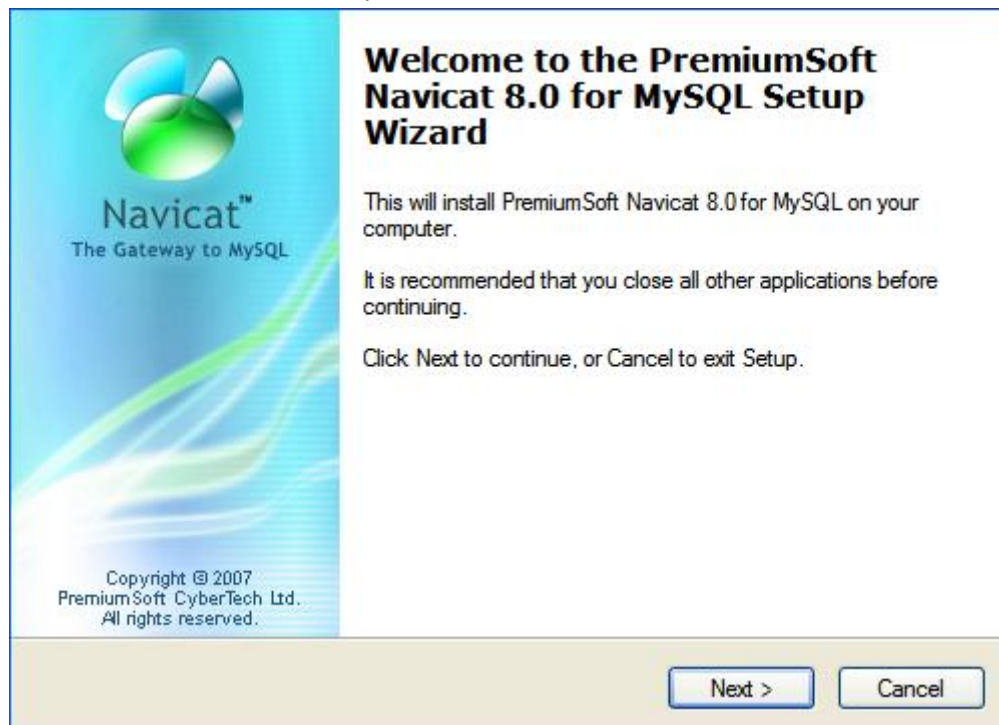 Navicat™
The Gateway to MySQL
Copyright © 2007
PremiumSoft CyberTech Ltd.
All rights reserved.
Welcome to the PremiumSoft
Navicat 8.0 for MySQL Setup
Wizard
This will install PremiumSoft Navicat 8.0 for MySQL on your
computer.
It is recommended that you close all other applications before
continuing.
Click Next to continue, or Cancel to exit Setup.
Next >
Cancel